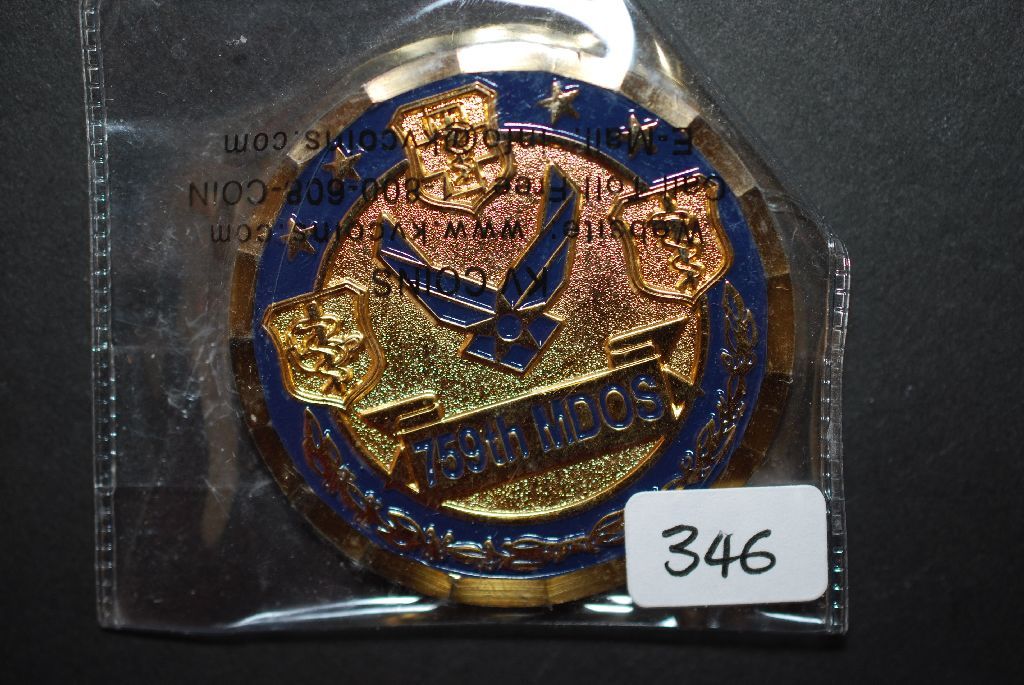 KV COINS
Website: www.kvcoins.com
Call Toll Free 1-800-608-COIN
E-Mail: info@kvcoins.com
759th MDOS
346